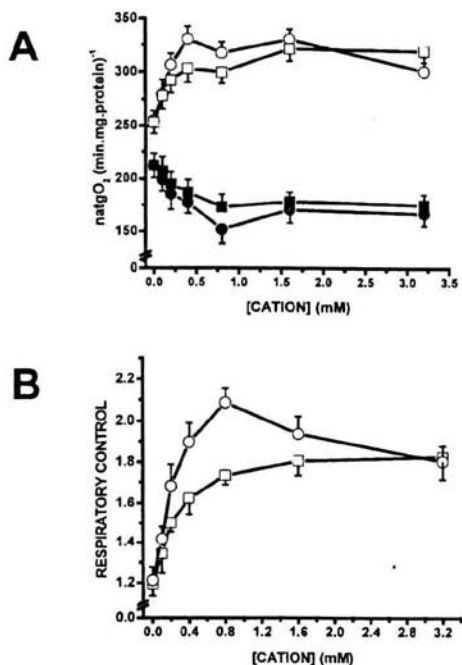 A
natgO₂ (min.mg.protein)⁻¹
350
300
250
200
150
0
0.0 0.5 1.0 1.5 2.0 2.5 3.0 3.5
[CATION] (mM)
B
RESPIRATORY CONTROL
2.2
2.0
1.8
1.6
1.4
1.2
0.0
0.0 0.4 0.8 1.2 1.6 2.0 2.4 2.8 3.2
[CATION] (mM)